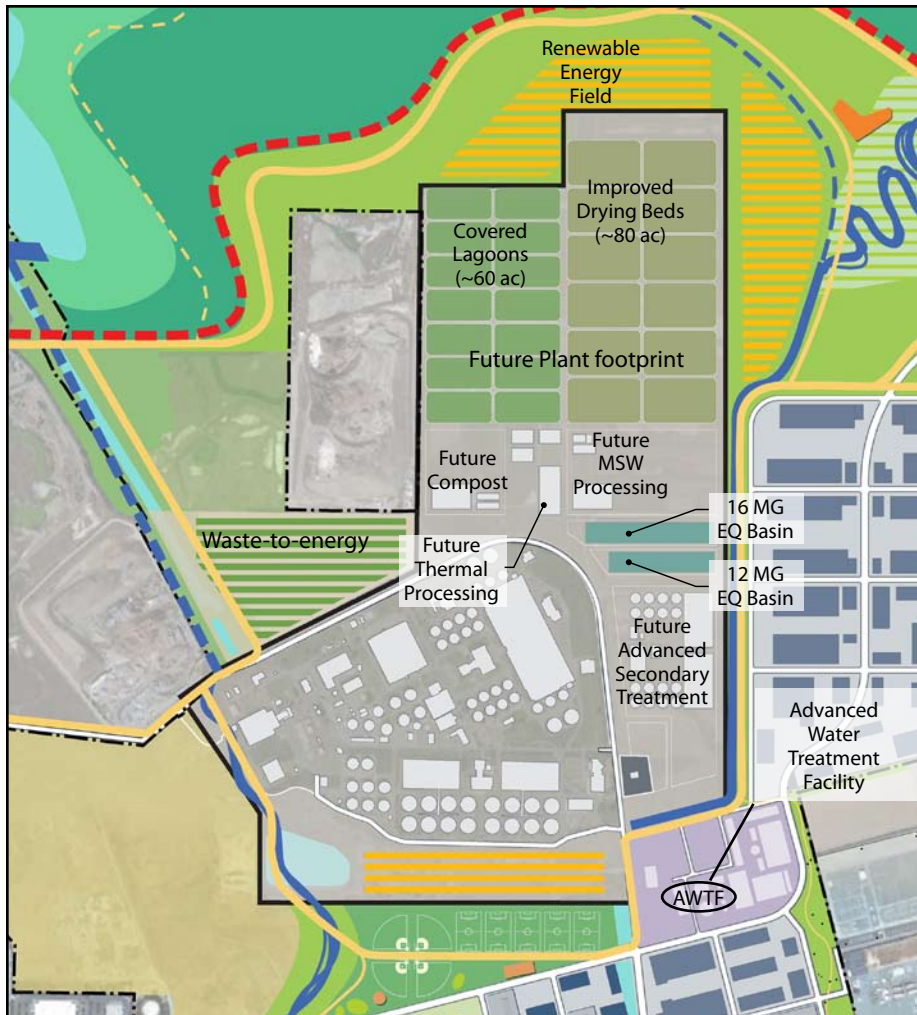 Renewable
Energy
Field
Improved
Drying Beds
(~80 ac)
Covered
Lagoons
(~60 ac)
Future Plant footprint
Future
Compost
Future
MSW
Processing
16 MG
EQ Basin
Waste-to-energy
Future
Thermal
Processing
12 MG
EQ Basin
Future
Advanced
Secondary
Treatment
Advanced
Water
Treatment
Facility
AWTF